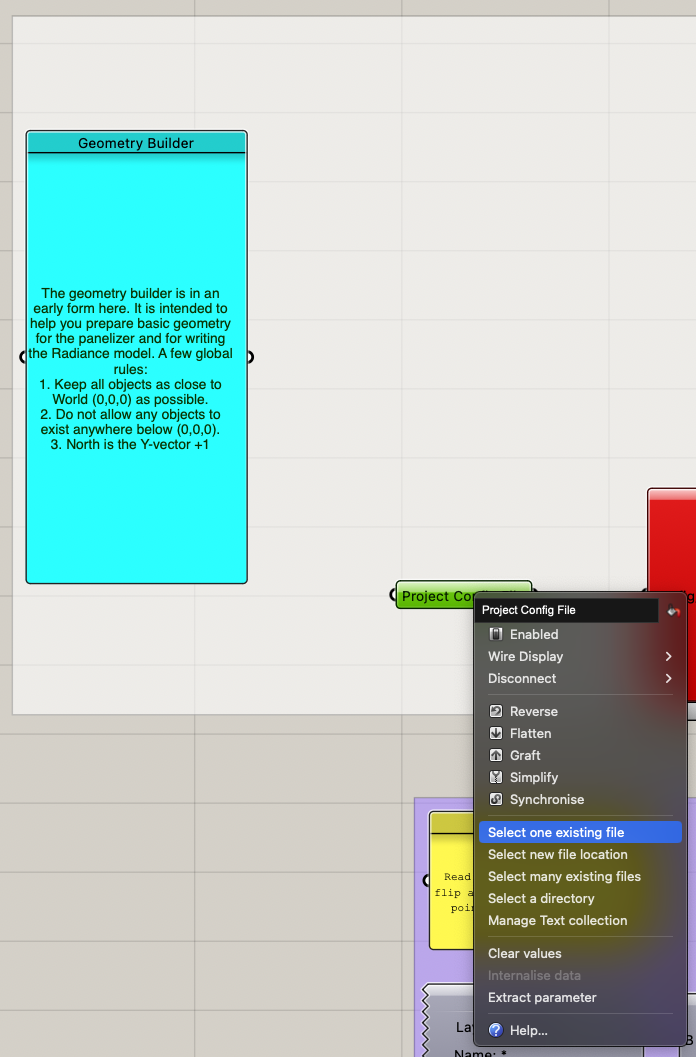 Geometry Builder
The geometry builder is in an
early form here. It is intended to
help you prepare basic geometry
for the panelizer and for writing
the Radiance model. A few global
rules:
1. Keep all objects as close to
World (0,0,0) as possible.
2. Do not allow any objects to
exist anywhere below (0,0,0).
3. North is the Y-vector +1
Project Con
Project Config File
Enabled
Wire Display
Disconnect
Reverse
Flatten
Graft
Simplify
Synchronise
Select one existing file
Select new file location
Select many existing files
Select a directory
Manage Text collection
Clear values
Internalise data
Extract parameter
Help...
Read
flip a
poin
La
Name: *
B